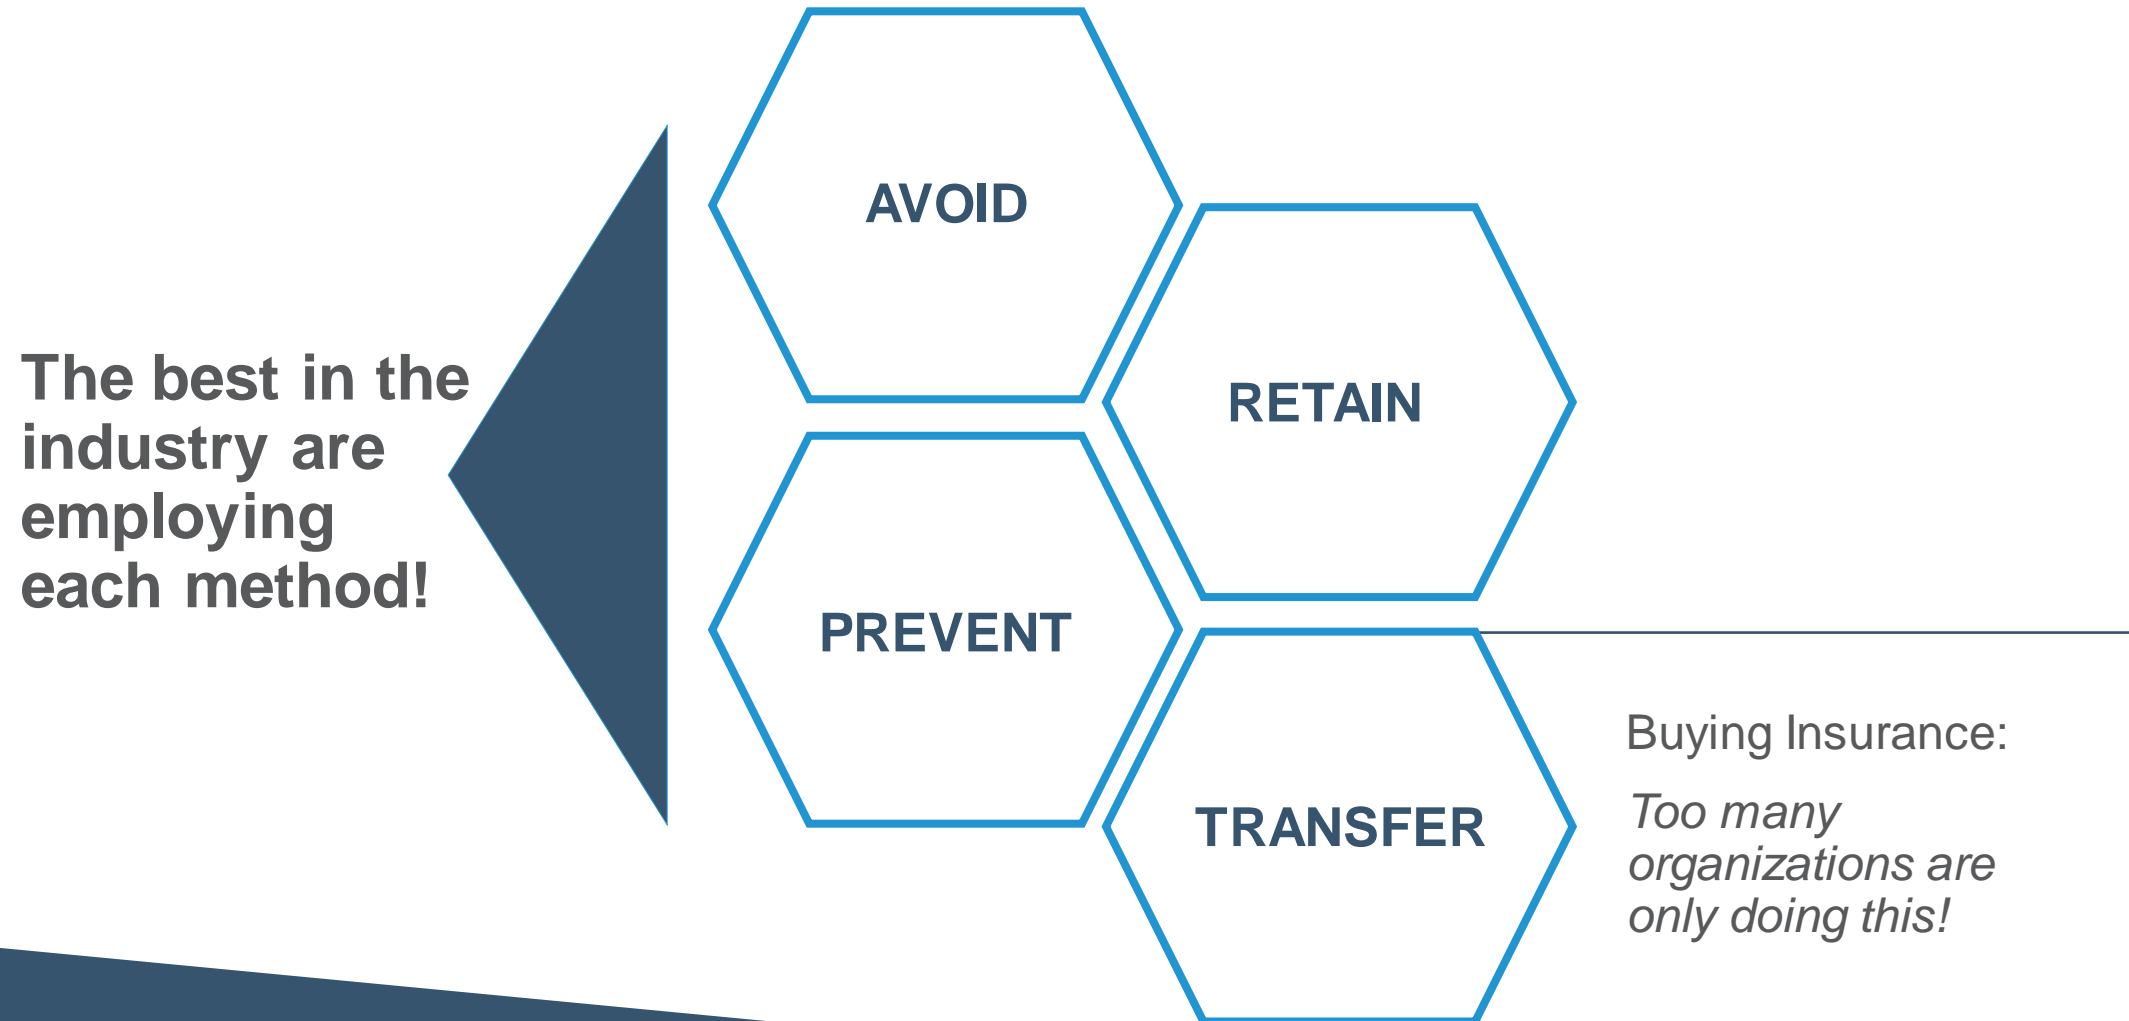 The best in the
industry are
employing
each method!
AVOID
RETAIN
PREVENT
TRANSFER
Buying Insurance:
Too many
organizations are
only doing this!